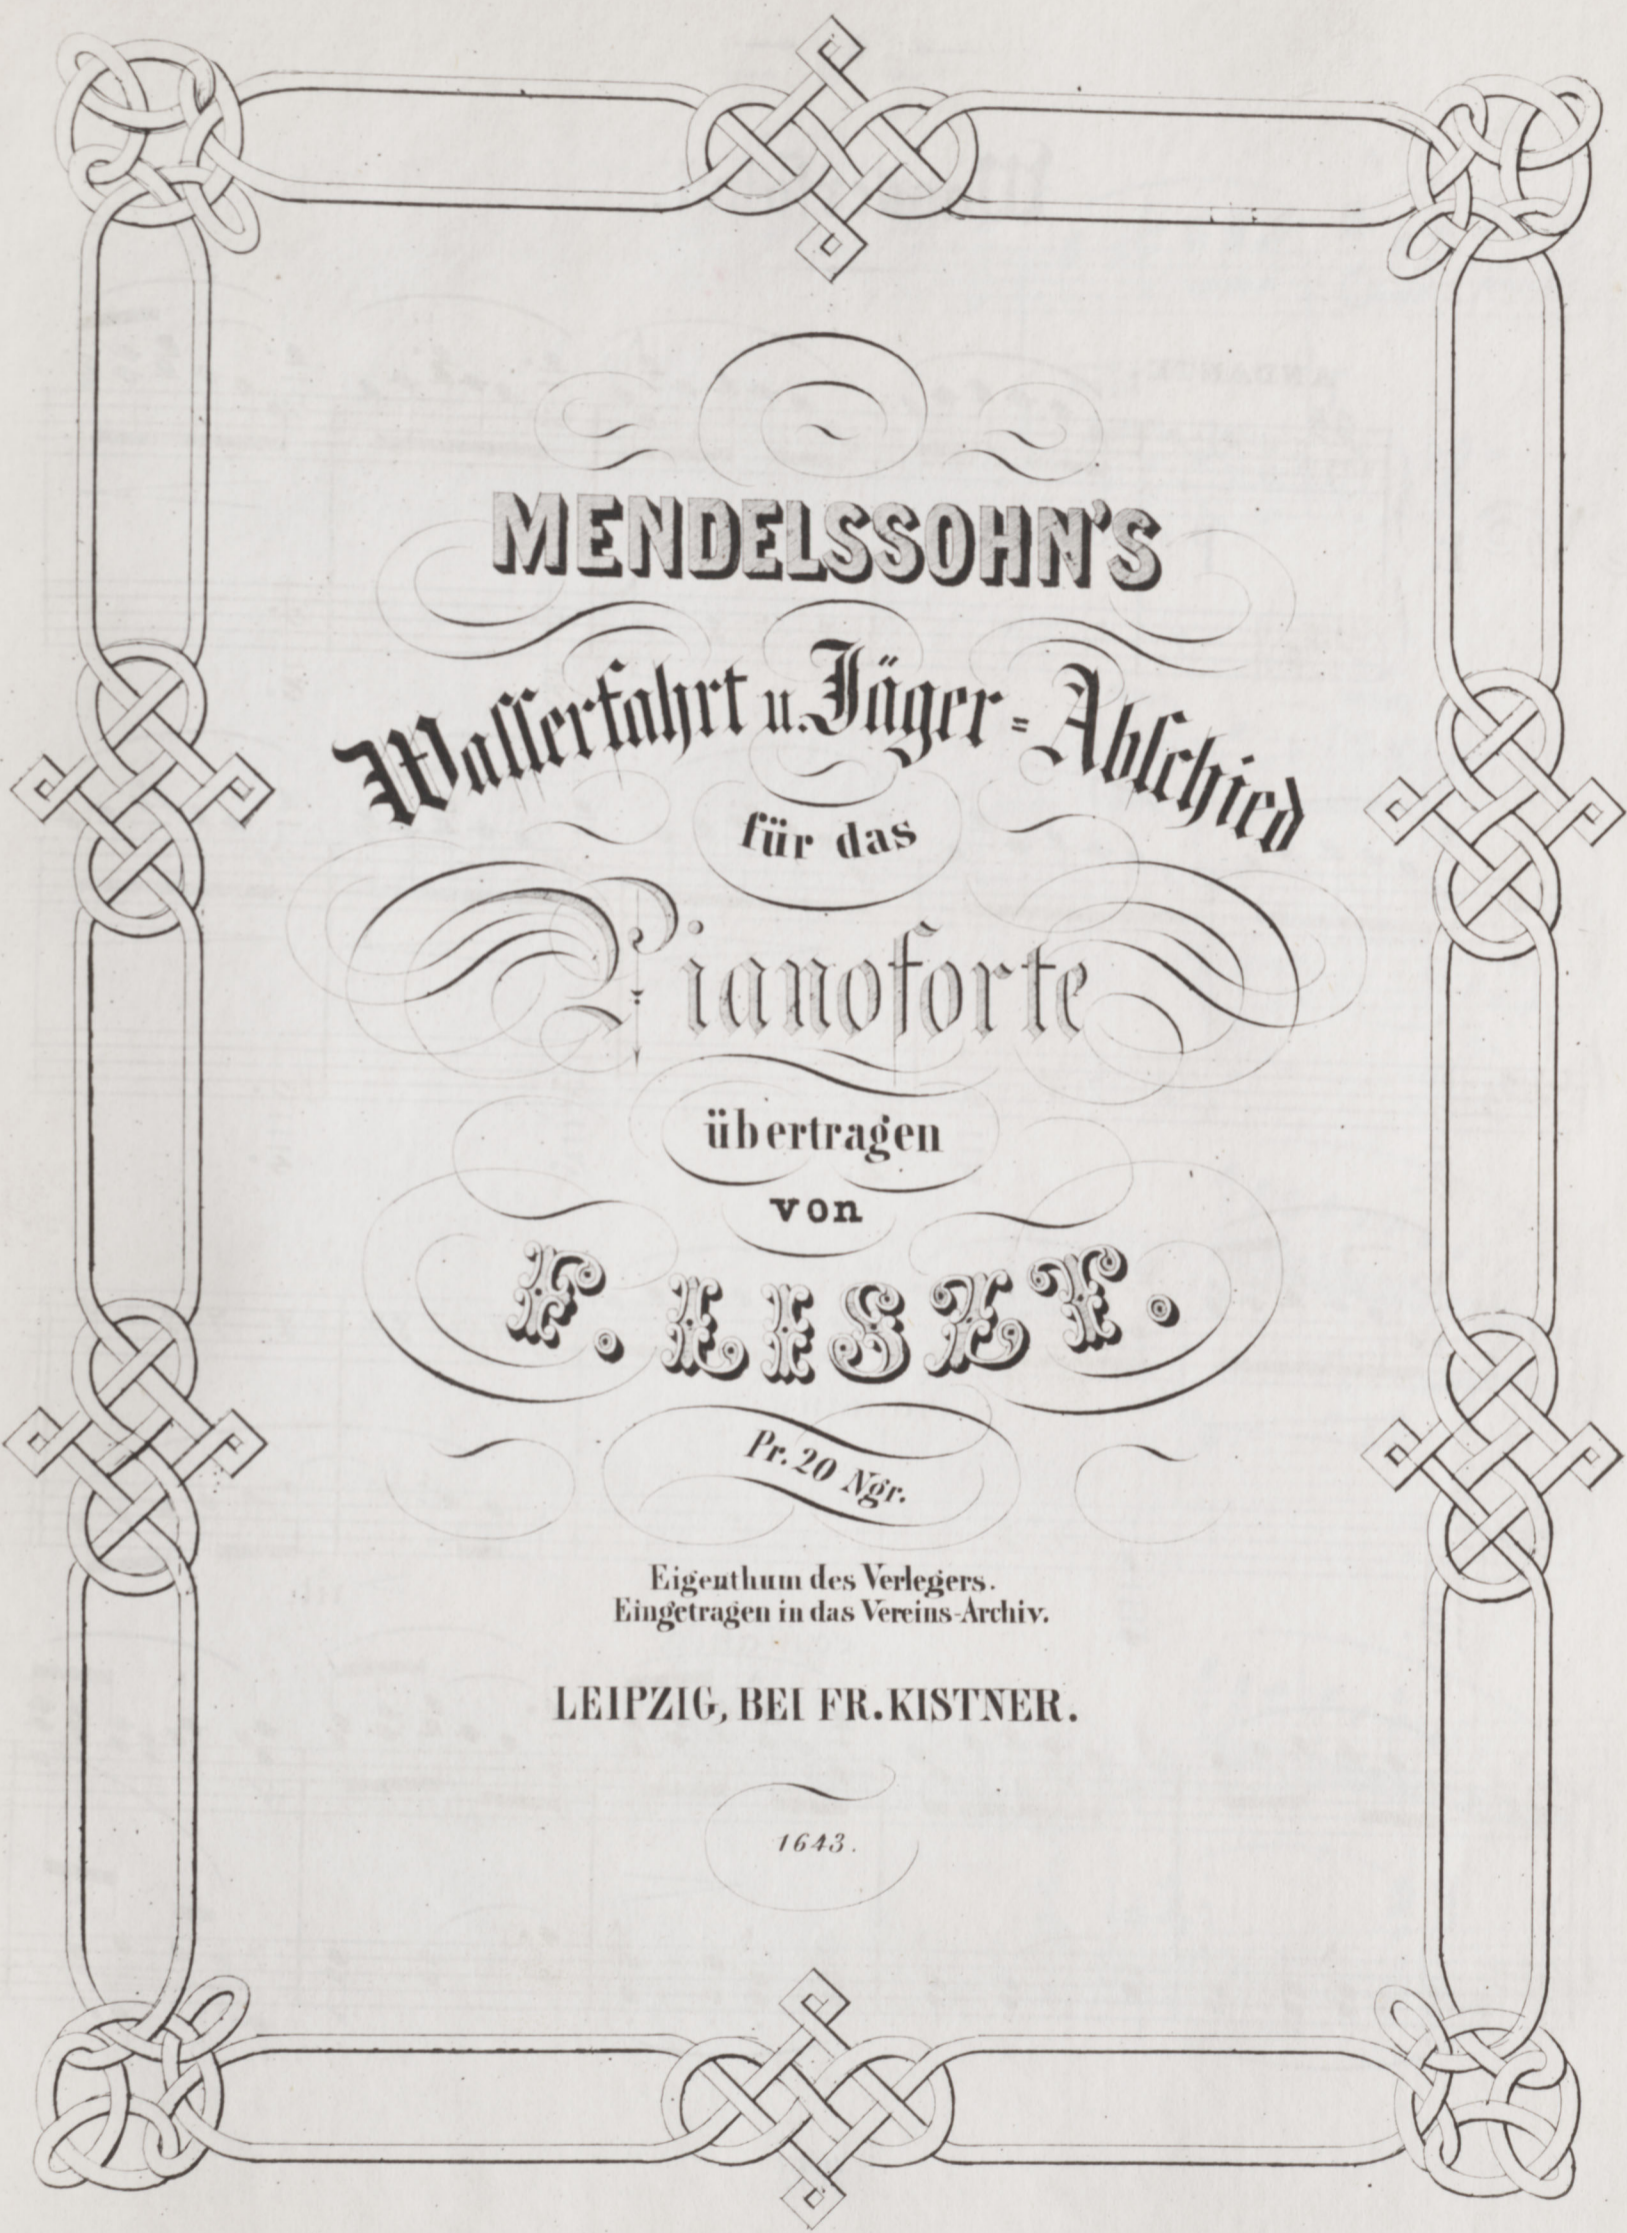 MENDELSSOHN'S
Wasserfahrt u. Jäger=Abschied
für das
Pianoforte
übertragen
von
F. LISZT.
Pr. 20 Ngr.
Eigenthum des Verlegers.
Eingetragen in das Vereins-Archiv.
LEIPZIG, BEI FR. KISTNER.
1643.